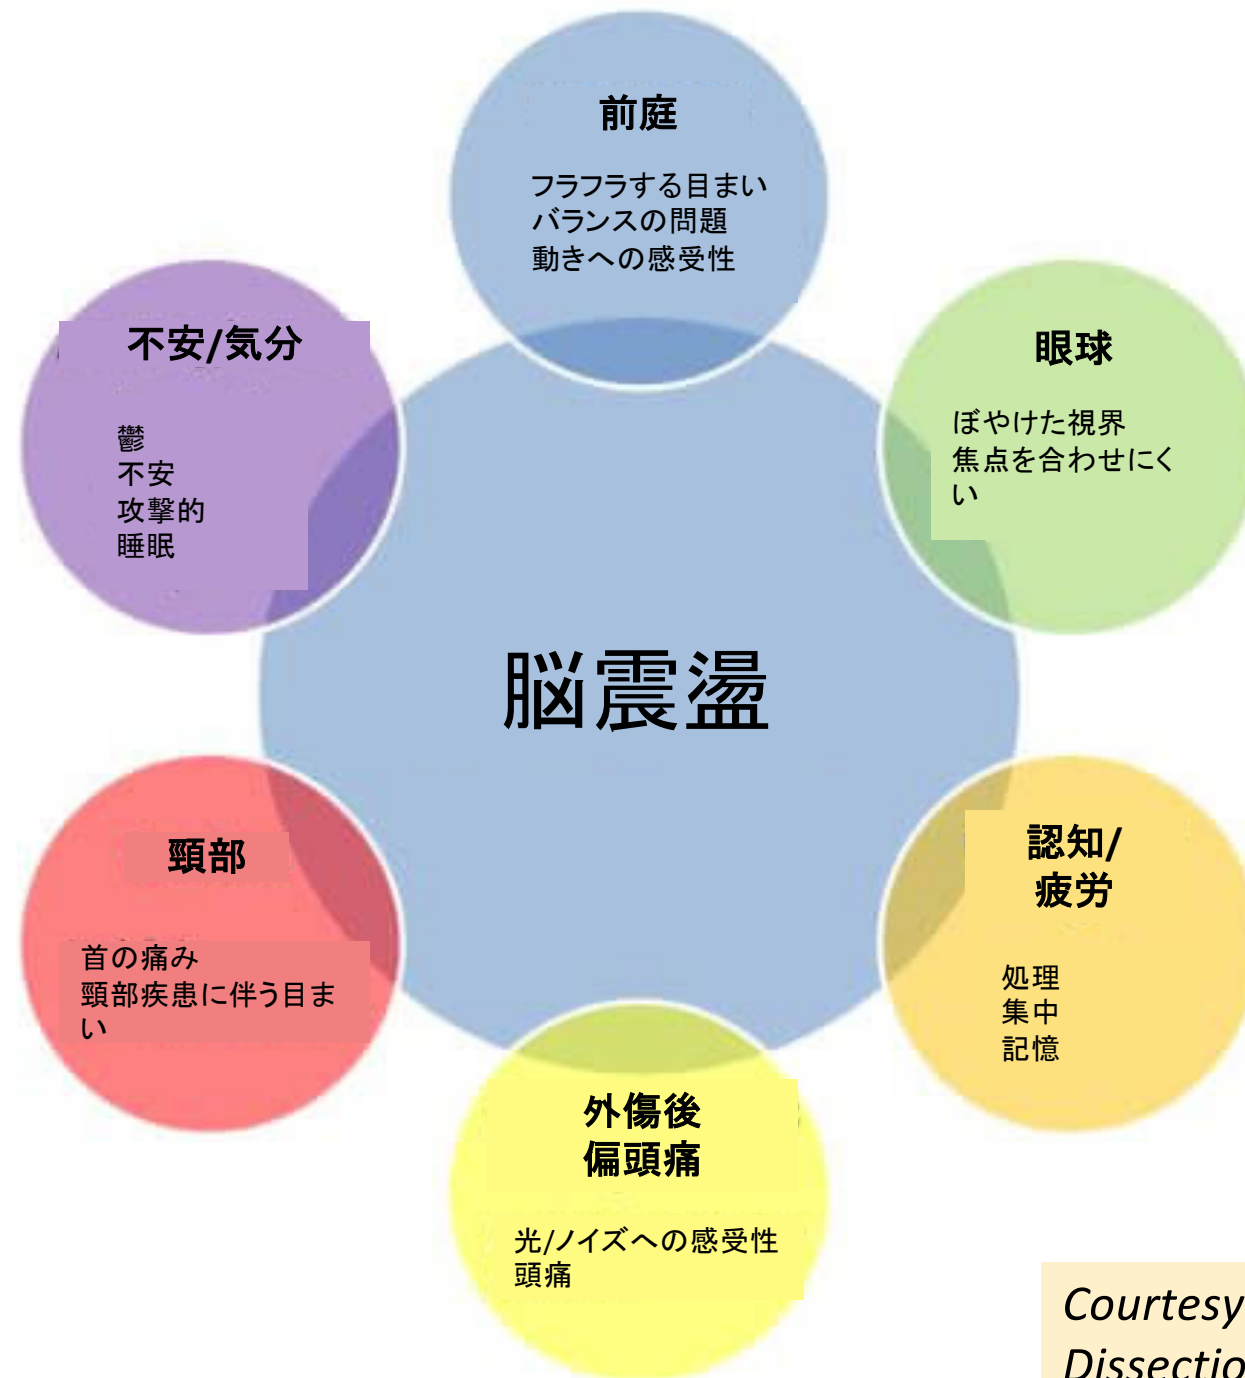 前庭
フラフラする目まい
バランスの問題
動きへの感受性
不安/気分
鬱
不安
攻撃的
睡眠
眼球
ぼやけた視界
焦点を合わせにく
い
脳震盪
頸部
首の痛み
頸部疾患に伴う目ま
い
認知/
疲労
処理
集中
記憶
外傷後
偏頭痛
光/ノイズへの感受性
頭痛
Courtesy
Dissectio